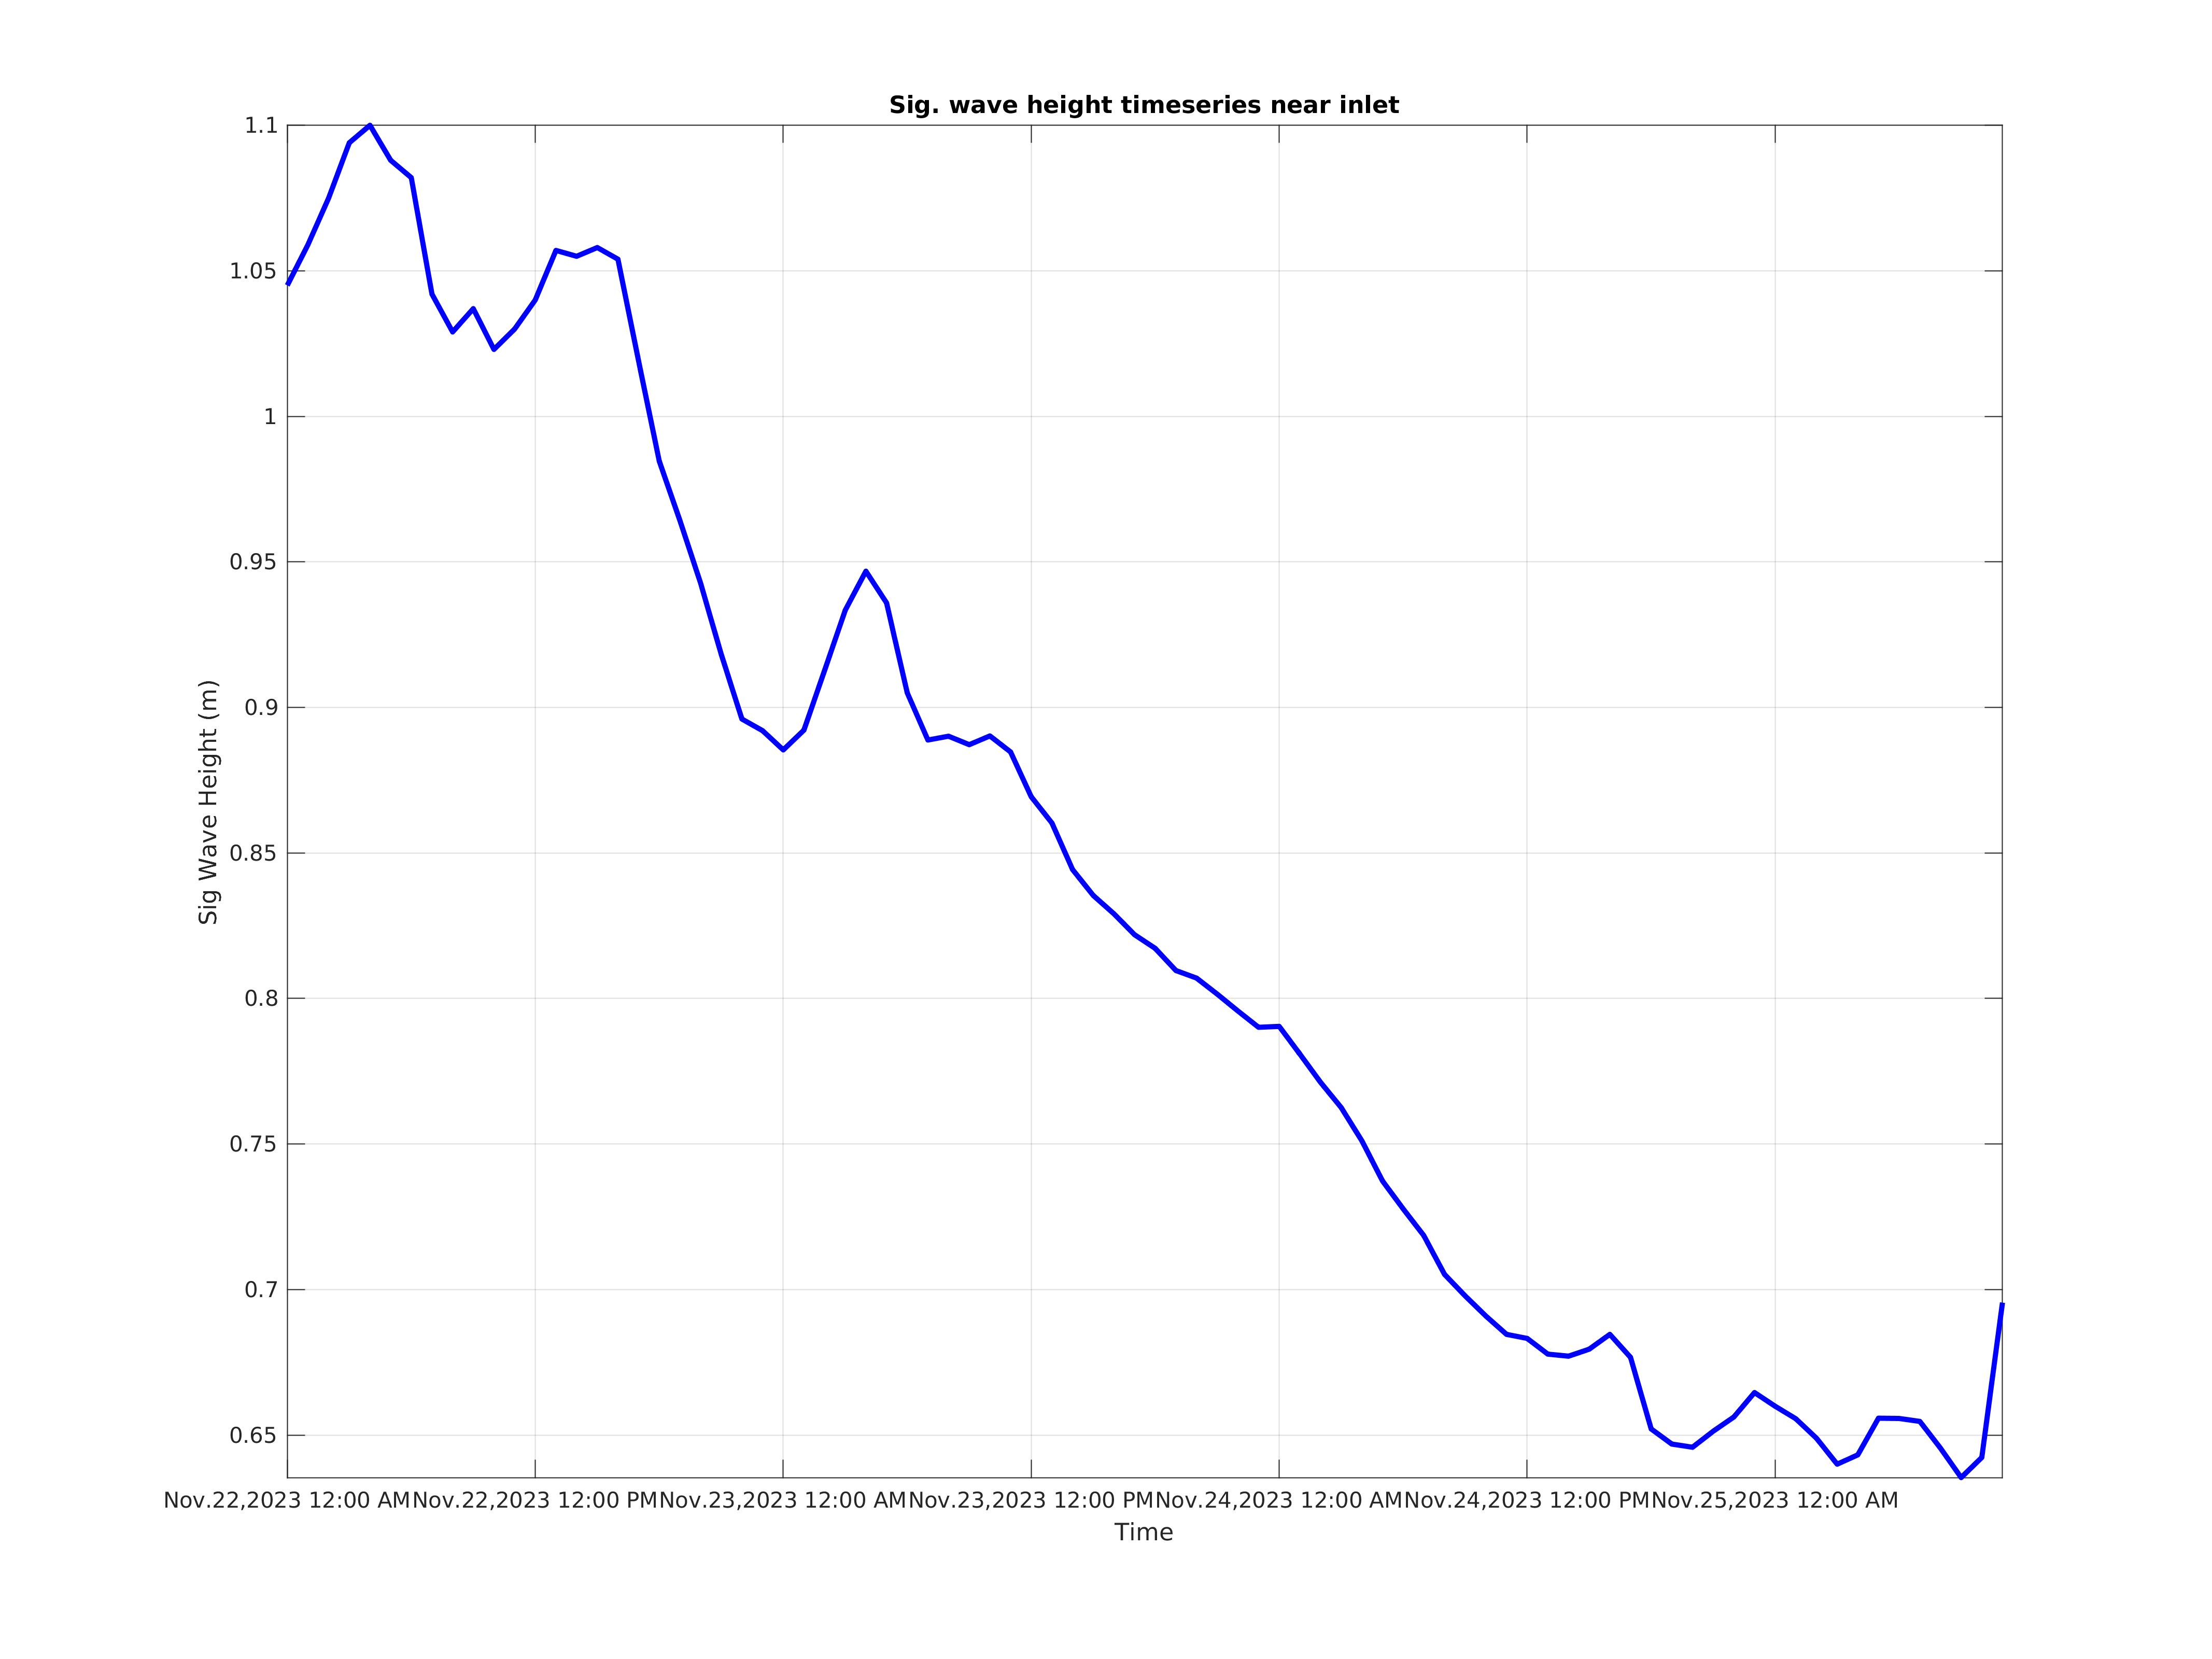 Sig. wave height timeseries near inlet
1.1
1.05
1
0.95
0.9
0.85
0.8
0.75
0.7
0.65
Sig Wave Height (m)
Nov.22,2023 12:00 AM Nov.22,2023 12:00 PM Nov.23,2023 12:00 AM Nov.23,2023 12:00 PM Nov.24,2023 12:00 AM Nov.24,2023 12:00 PM Nov.25,2023 12:00 AM
Time